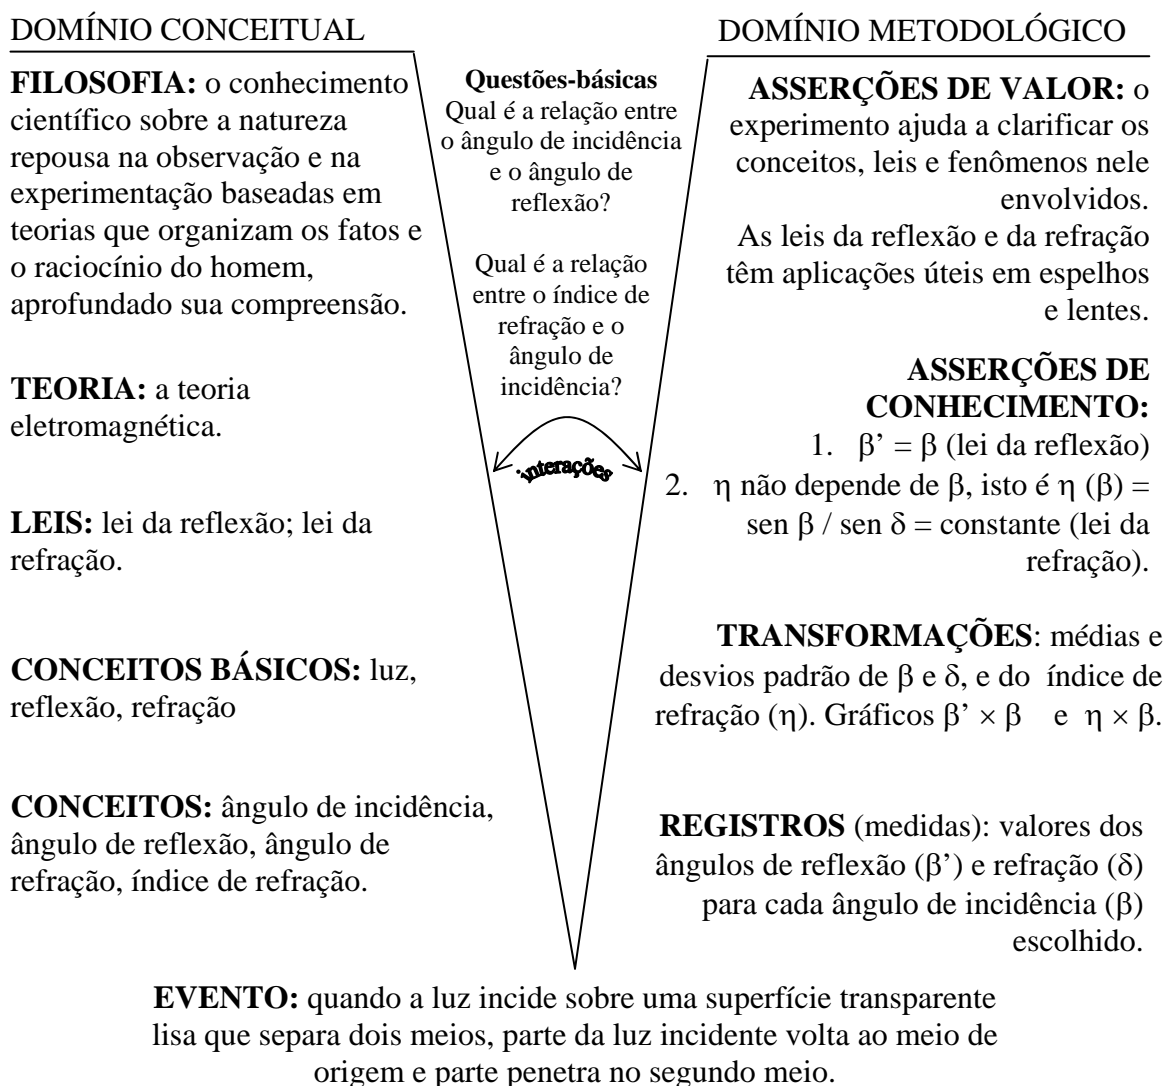 DOMÍNIO CONCEITUAL
FILOSOFIA: o conhecimento
científico sobre a natureza
repousa na observação e na
experimentação baseadas em
teorias que organizam os fatos e
o raciocínio do homem,
aprofundado sua compreensão.
TEORIA: a teoria
eletromagnética.
LEIS: lei da reflexão; lei da
refração.
CONCEITOS BÁSICOS: luz,
reflexão, refração
CONCEITOS: ângulo de incidência,
ângulo de reflexão, ângulo de
refração, índice de refração.
Questões-básicas
Qual é a relação entre
o ângulo de incidência
e o ângulo de
reflexão?
Qual é a relação
entre o índice de
refração e o
ângulo de
incidência?
interações
DOMÍNIO METODOLÓGICO
ASSERÇÕES DE VALOR: o
experimento ajuda a clarificar os
conceitos, leis e fenômenos nele
envolvidos.
As leis da reflexão e da refração
têm aplicações úteis em espelhos
e lentes.
ASSERÇÕES DE
CONHECIMENTO:
1. β’ = β (lei da reflexão)
2. η não depende de β, isto é η (β) =
sen β / sen δ = constante (lei da
refração).
TRANSFORMAÇÕES: médias e
desvios padrão de β e δ, e do índice de
refração (η). Gráficos β’ × β e η × β.
REGISTROS (medidas): valores dos
ângulos de reflexão (β’) e refração (δ)
para cada ângulo de incidência (β)
escolhido.
EVENTO: quando a luz incide sobre uma superfície transparente
lisa que separa dois meios, parte da luz incidente volta ao meio de
origem e parte penetra no segundo meio.